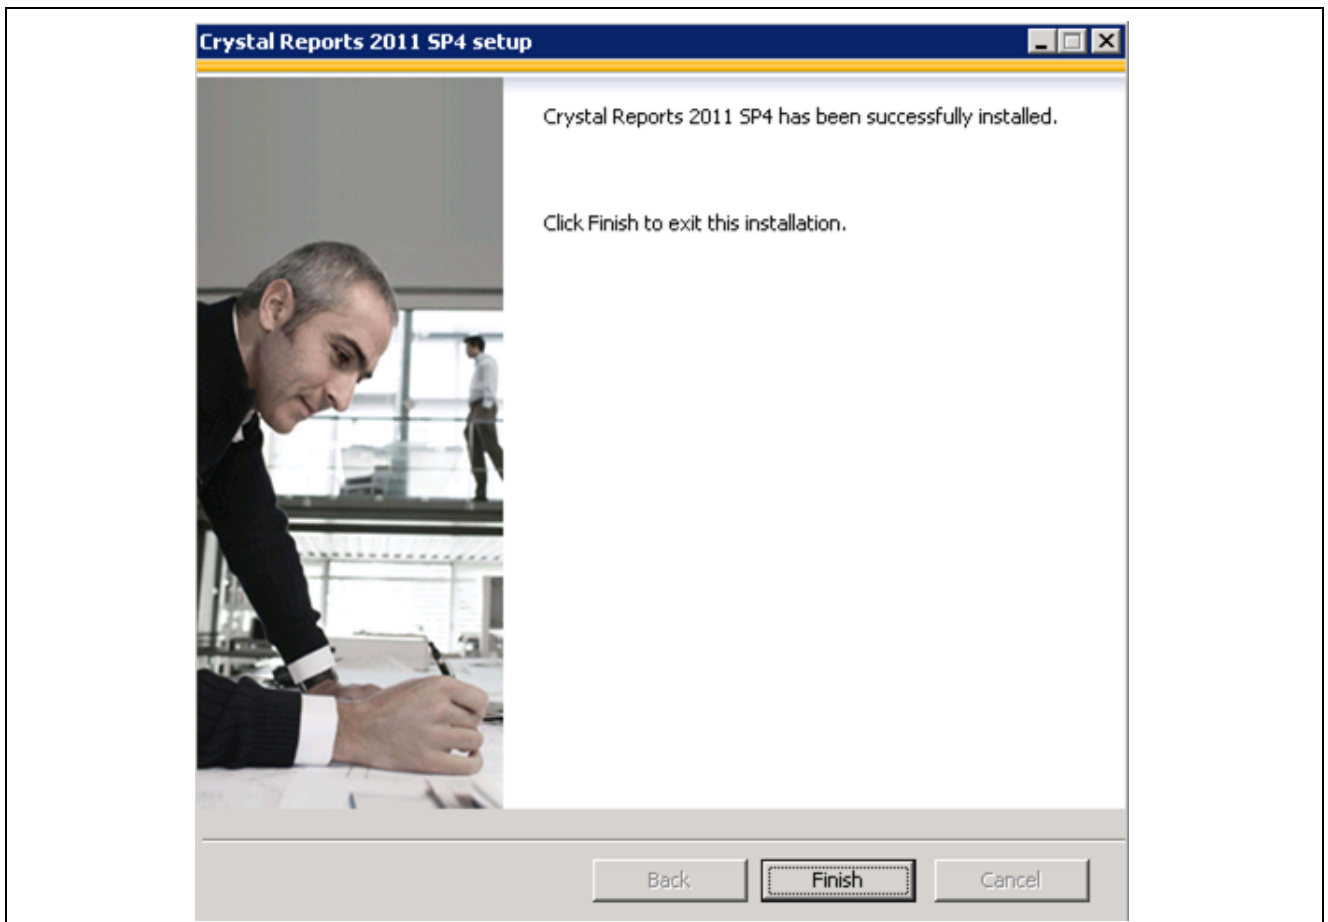 Crystal Reports 2011 SP4 setup
Crystal Reports 2011 SP4 has been successfully installed.
Click Finish to exit this installation.
Back
Finish
Cancel